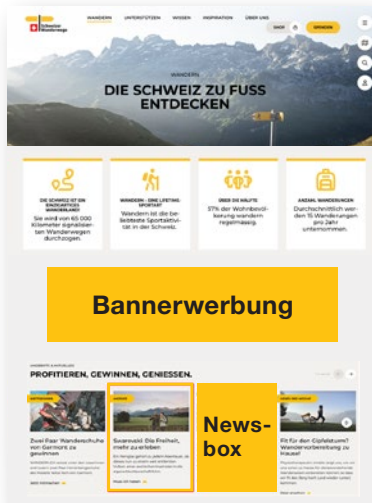 Schweizer
Wanderwege
WANDERN UNTERSTÜTZEN WISSEN INSPIRATION ÜBER UNS
SHOP SPENDEN
WANDERN
DIE SCHWEIZ ZU FUSS
ENTDECKEN
DIE SCHWEIZ IST EIN
EINZIGARTIGES
WANDERLAND!
Sie wird von 65 000
Kilometer signalisier-
ten Wanderwegen
durchzogen.
WANDERN - EINE LIFETIME-
SPORTART
Wandern ist die be-
liebteste Sportaktivi-
tät in der Schweiz.
ÜBER DIE HÄLFTE
57% der Wohnbevöl-
kerung wandern
regelmässig.
ANZAHL WANDERUNGEN
Durchschnittlich wer-
den 15 Wanderungen
pro Jahr
unternommen.
Bannerwerbung
PROFITIEREN, GEWINNEN, GENIESSEN.
Zwei Paar Wanderschuhe
von Garmont zu
gewinnen
Swarovski: Die Freiheit,
mehr zu erleben
News-
box
Fit für den Gipfelsturm?
Wandervorbereitung zu
Hause!